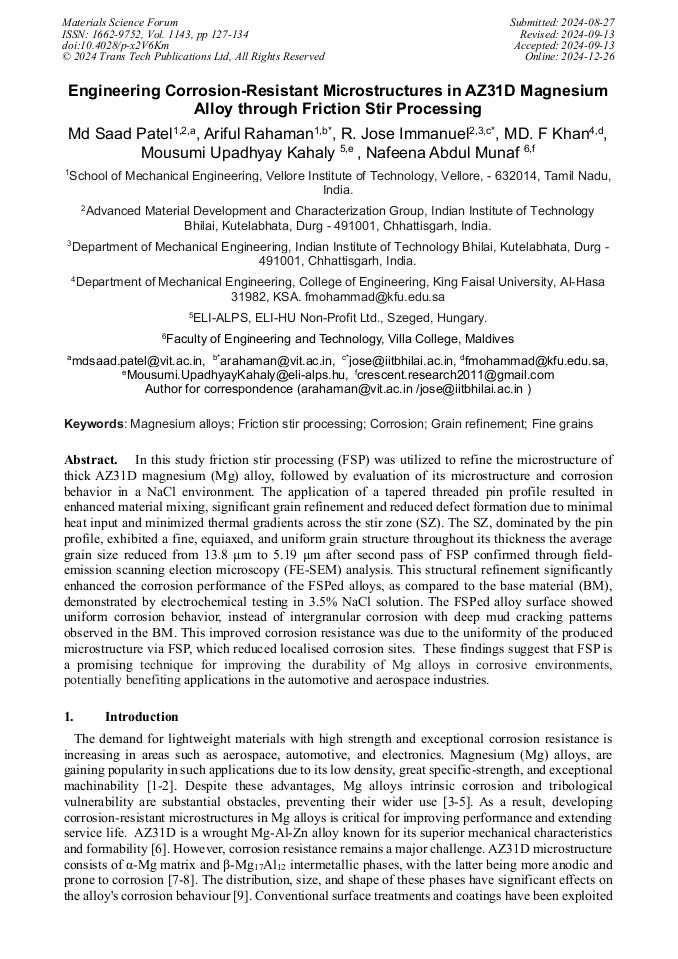 Materials Science Forum
ISSN: 1662-9752, Vol. 1143, pp 127-134
doi:10.4028/p-x2V6Km
© 2024 Trans Tech Publications Ltd, All Rights Reserved
Submitted: 2024-08-27
Revised: 2024-09-13
Accepted: 2024-09-13
Online: 2024-12-26
Engineering Corrosion-Resistant Microstructures in AZ31D Magnesium
Alloy through Friction Stir Processing
Md Saad Patel1,2,a, Ariful Rahaman1,b*, R. Jose Immanuel2,3,c*, MD. F Khan4,d,
Mousumi Upadhyay Kahaly 5,e , Nafeena Abdul Munaf 6,f
1School of Mechanical Engineering, Vellore Institute of Technology, Vellore, - 632014, Tamil Nadu,
India.
2Advanced Material Development and Characterization Group, Indian Institute of Technology
Bhilai, Kutelabhata, Durg - 491001, Chhattisgarh, India.
3Department of Mechanical Engineering, Indian Institute of Technology Bhilai, Kutelabhata, Durg -
491001, Chhattisgarh, India.
4Department of Mechanical Engineering, College of Engineering, King Faisal University, Al-Hasa
31982, KSA. fmohammad@kfu.edu.sa
5ELI-ALPS, ELI-HU Non-Profit Ltd., Szeged, Hungary.
6Faculty of Engineering and Technology, Villa College, Maldives
amdsaad.patel@vit.ac.in, b*arahaman@vit.ac.in, c*jose@iitbhilai.ac.in, dfmohammad@kfu.edu.sa,
eMousumi.UpadhyayKahaly@eli-alps.hu, fcrescent.research2011@gmail.com
Author for correspondence (arahaman@vit.ac.in /jose@iitbhilai.ac.in )
Keywords: Magnesium alloys; Friction stir processing; Corrosion; Grain refinement; Fine grains
Abstract. In this study friction stir processing (FSP) was utilized to refine the microstructure of
thick AZ31D magnesium (Mg) alloy, followed by evaluation of its microstructure and corrosion
behavior in a NaCl environment. The application of a tapered threaded pin profile resulted in
enhanced material mixing, significant grain refinement and reduced defect formation due to minimal
heat input and minimized thermal gradients across the stir zone (SZ). The SZ, dominated by the pin
profile, exhibited a fine, equiaxed, and uniform grain structure throughout its thickness the average
grain size reduced from 13.8 µm to 5.19 µm after second pass of FSP confirmed through field-
emission scanning election microscopy (FE-SEM) analysis. This structural refinement significantly
enhanced the corrosion performance of the FSPed alloys, as compared to the base material (BM),
demonstrated by electrochemical testing in 3.5% NaCl solution. The FSPed alloy surface showed
uniform corrosion behavior, instead of intergranular corrosion with deep mud cracking patterns
observed in the BM. This improved corrosion resistance was due to the uniformity of the produced
microstructure via FSP, which reduced localised corrosion sites. These findings suggest that FSP is
a promising technique for improving the durability of Mg alloys in corrosive environments,
potentially benefiting applications in the automotive and aerospace industries.
1. Introduction
The demand for lightweight materials with high strength and exceptional corrosion resistance is
increasing in areas such as aerospace, automotive, and electronics. Magnesium (Mg) alloys, are
gaining popularity in such applications due to its low density, great specific-strength, and exceptional
machinability [1-2]. Despite these advantages, Mg alloys intrinsic corrosion and tribological
vulnerability are substantial obstacles, preventing their wider use [3-5]. As a result, developing
corrosion-resistant microstructures in Mg alloys is critical for improving performance and extending
service life. AZ31D is a wrought Mg-Al-Zn alloy known for its superior mechanical characteristics
and formability [6]. However, corrosion resistance remains a major challenge. AZ31D microstructure
consists of α-Mg matrix and β-Mg17Al12 intermetallic phases, with the latter being more anodic and
prone to corrosion [7-8]. The distribution, size, and shape of these phases have significant effects on
the alloy's corrosion behaviour [9]. Conventional surface treatments and coatings have been exploited